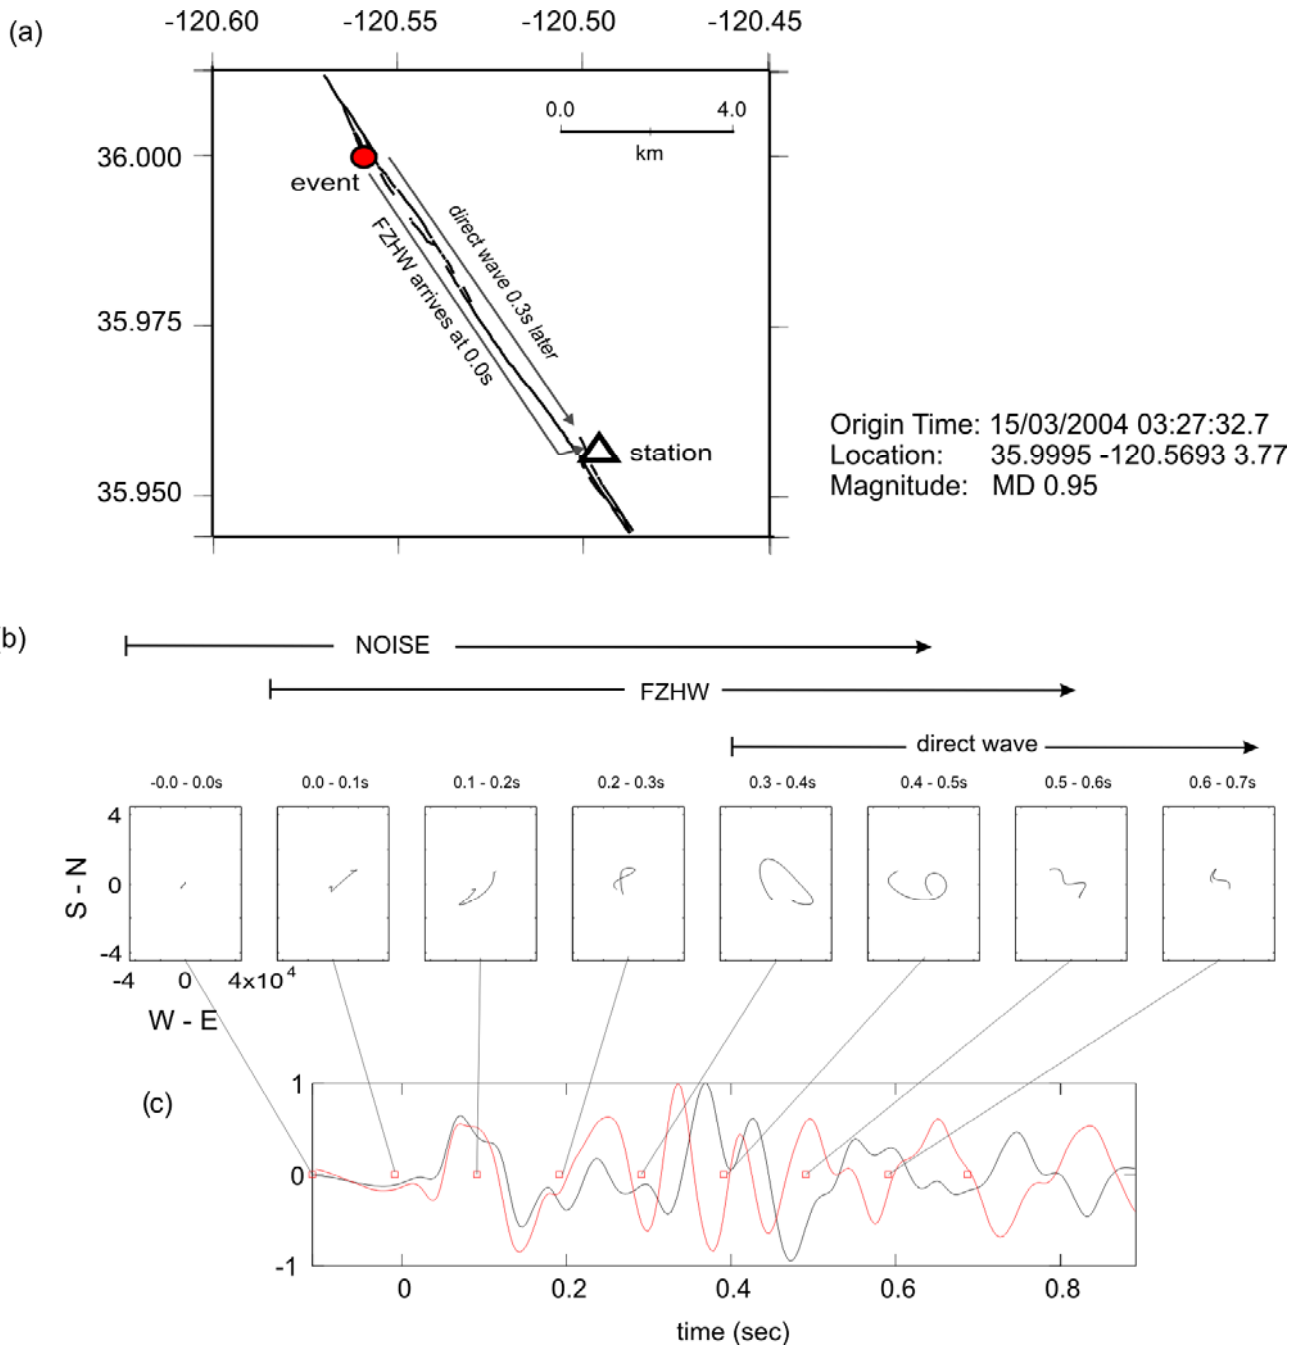 (a)
-120.60 -120.55 -120.50 -120.45
0.0 4.0
km
36.000
event
direct wave 0.3s later
FZHW arrives at 0.0s
35.975
station
35.950
Origin Time: 15/03/2004 03:27:32.7
Location: 35.9995 -120.5693 3.77
Magnitude: MD 0.95
b)
NOISE
FZHW
direct wave
-0.0 - 0.0s 0.0 - 0.1s 0.1 - 0.2s 0.2 - 0.3s 0.3 - 0.4s 0.4 - 0.5s 0.5 - 0.6s 0.6 - 0.7s
4
0
-4
S - N
-4 0 4x10⁴
W - E
(c)
1
0
-1
0 0.2 0.4 0.6 0.8
time (sec)